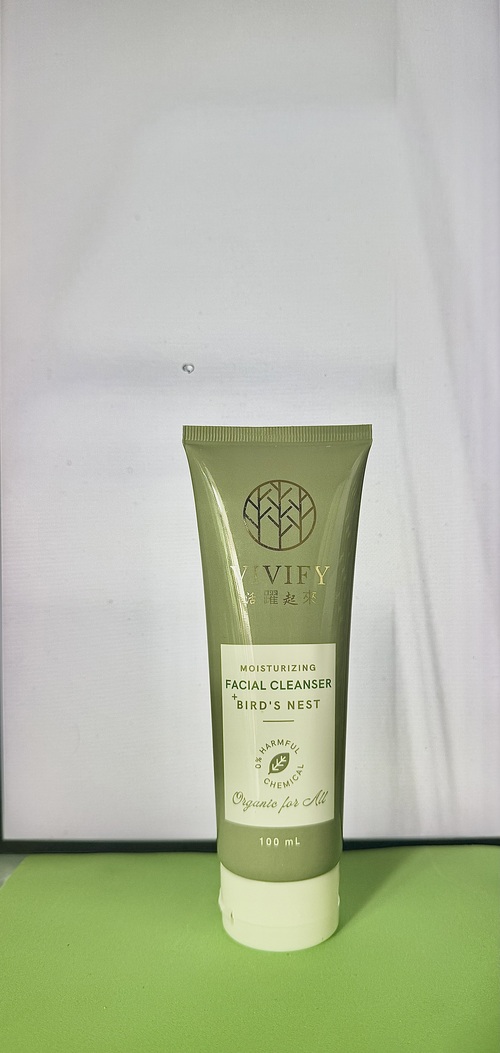 VIVIFY
活躍起來
MOISTURIZING
FACIAL CLEANSER
+
BIRD'S NEST
0% HARMFUL
CHEMICAL
Organic for All
100 mL